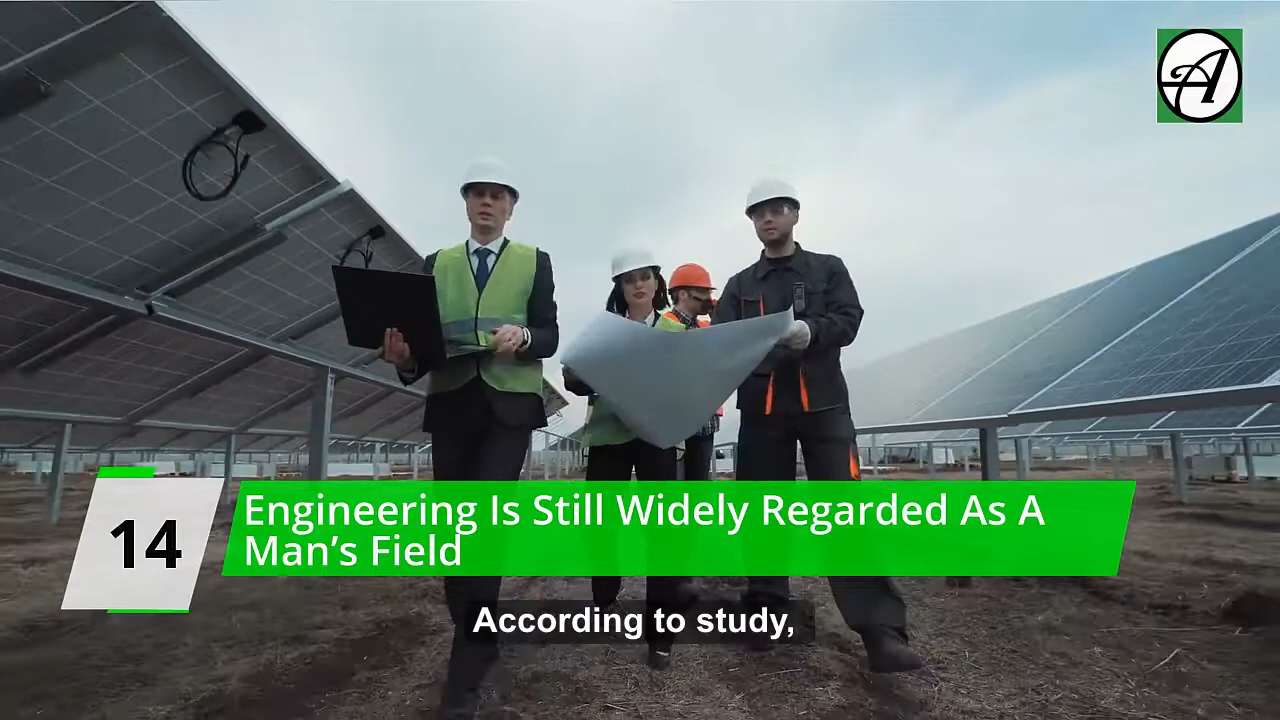 A
14
Engineering Is Still Widely Regarded As A
Man’s Field
According to study,